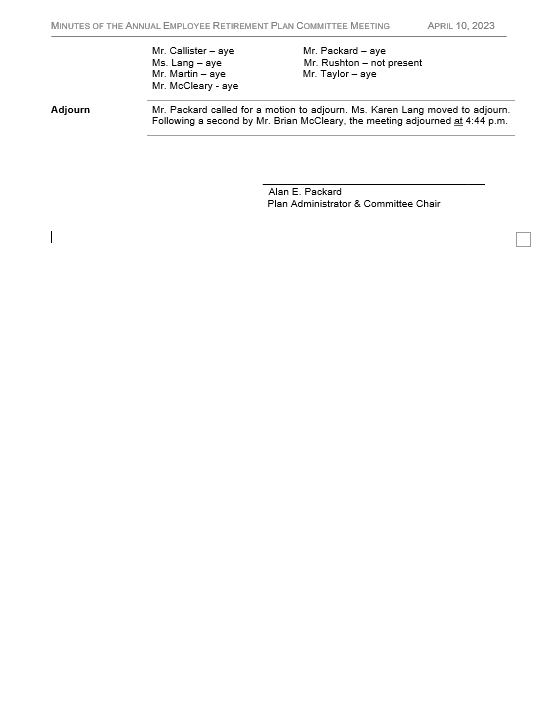 MINUTES OF THE ANNUAL EMPLOYEE RETIREMENT PLAN COMMITTEE MEETING APRIL 10, 2023
Mr. Callister – aye Mr. Packard – aye
Ms. Lang – aye Mr. Rushton – not present
Mr. Martin – aye Mr. Taylor – aye
Mr. McCleary - aye
Adjourn Mr. Packard called for a motion to adjourn. Ms. Karen Lang moved to adjourn.
Following a second by Mr. Brian McCleary, the meeting adjourned at 4:44 p.m.
Alan E. Packard
Plan Administrator & Committee Chair